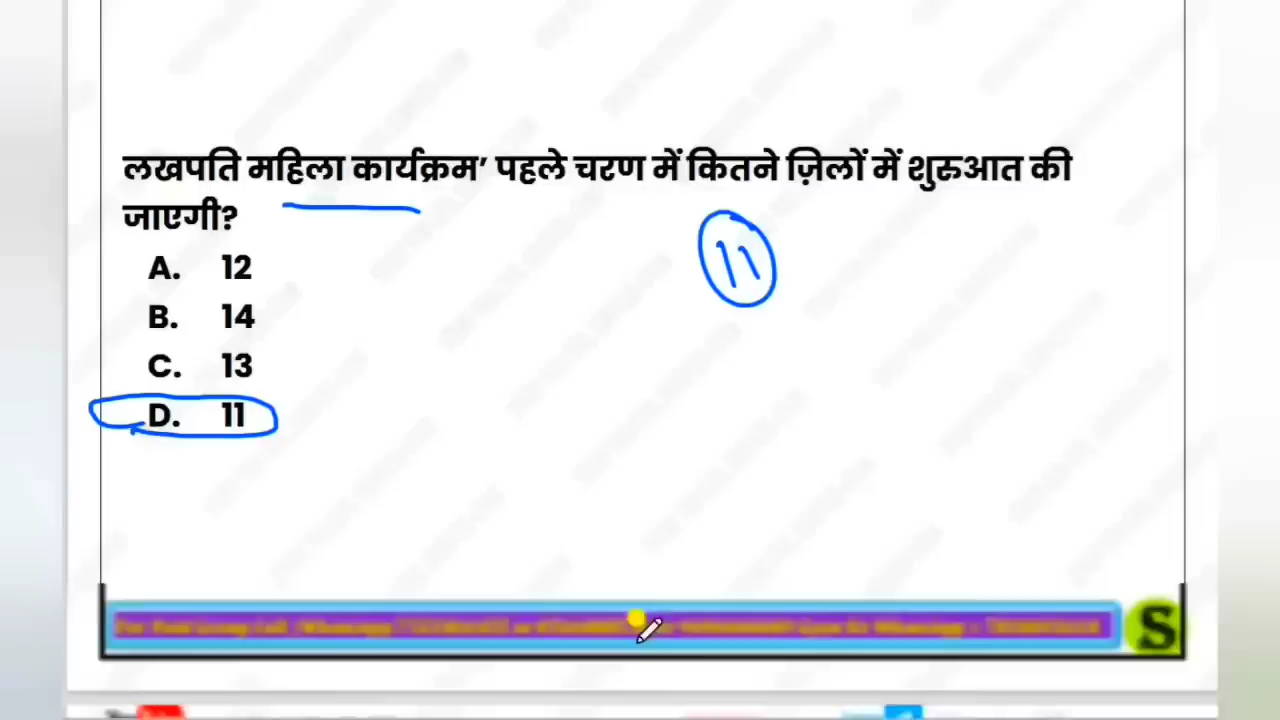 लखपति महिला कार्यक्रम’ पहले चरण में कितने ज़िलों में शुरुआत की
जाएगी?
11
A. 12
B. 14
C. 13
D. 11
S